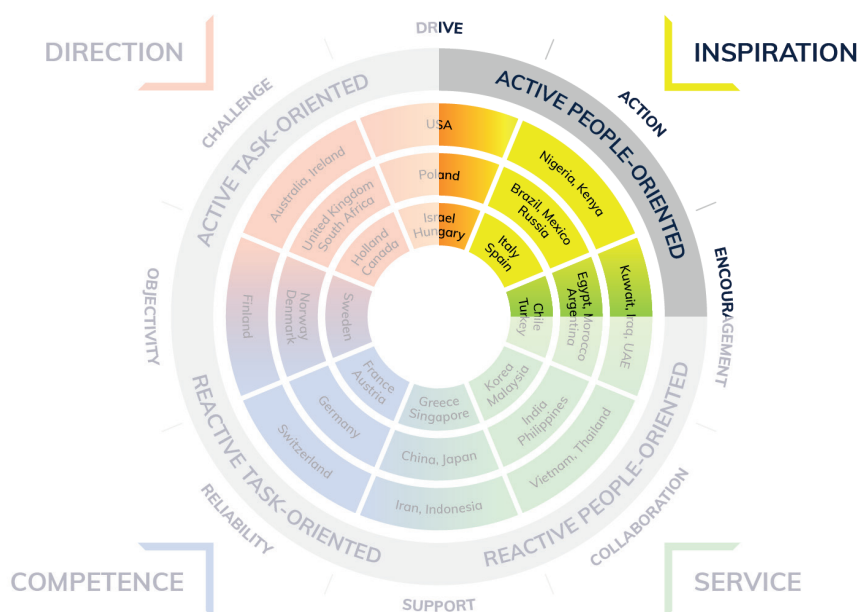 DRIVE
DIRECTION
INSPIRATION
CHALLENGE
ACTION
ACTIVE TASK-ORIENTED
ACTIVE PEOPLE-ORIENTED
USA
Australia, Ireland
Nigeria, Kenya
Poland
United Kingdom
South Africa
Brazil, Mexico
Russia
Israel
Hungary
Holland
Canada
Italy
Spain
OBJECTIVITY
ENCOURAGEMENT
Finland
Norway
Denmark
Sweden
Chile
Turkey
Egypt, Morocco
Argentina
Kuwait, Iraq, UAE
France
Austria
Greece
Singapore
Korea
Malaysia
Germany
China, Japan
India
Philippines
Switzerland
Iran, Indonesia
Vietnam, Thailand
REACTIVE TASK-ORIENTED
REACTIVE PEOPLE-ORIENTED
RELIABILITY
COLLABORATION
COMPETENCE
SERVICE
SUPPORT